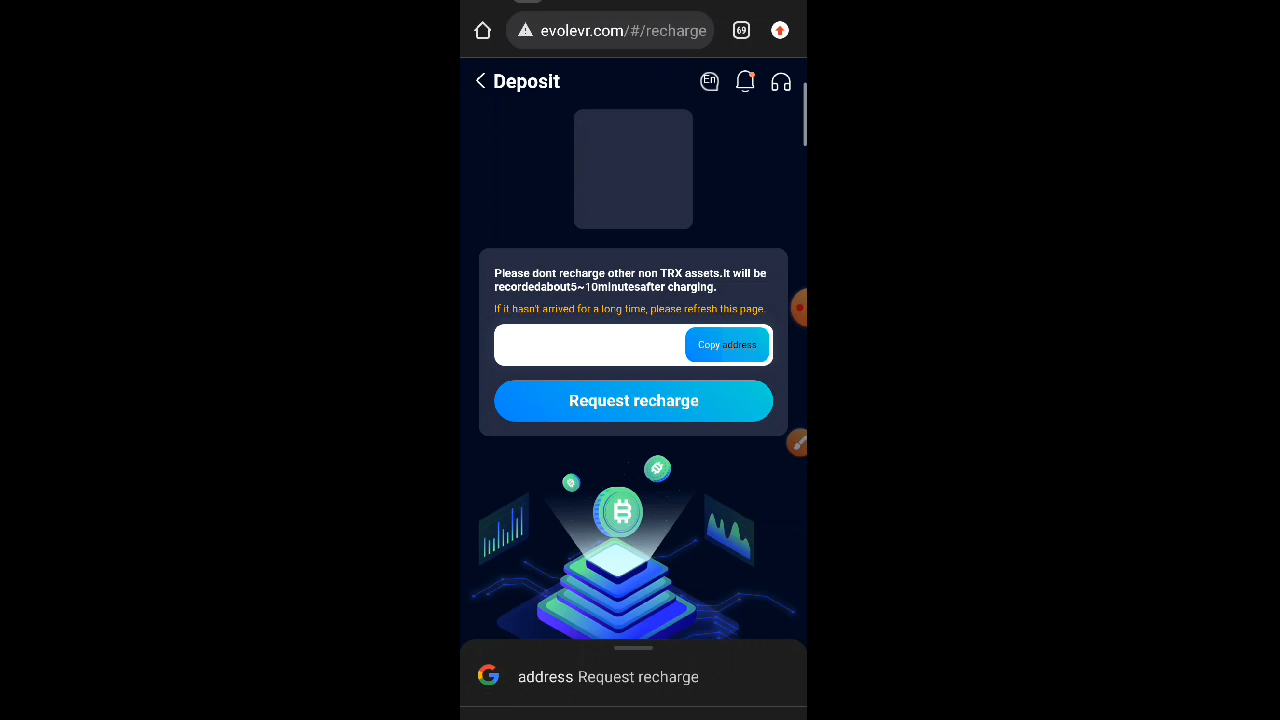 evolevr.com/#/recharge
69
Deposit
En
Please dont recharge other non TRX assets.It will be
recordedabout5~10minutesafter charging.
If it hasn't arrived for a long time, please refresh this page.
Copy address
Request recharge
address Request recharge